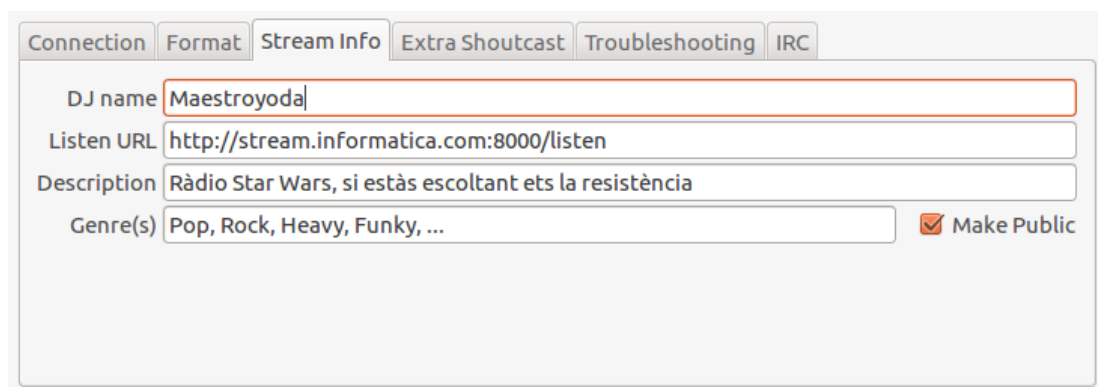 Connection Format Stream Info Extra Shoutcast Troubleshooting IRC
DJ name Maestroyoda
Listen URL http://stream.informatica.com:8000/listen
Description Ràdio Star Wars, si estàs escoltant ets la resistència
Genre(s) Pop, Rock, Heavy, Funky, ... Make Public